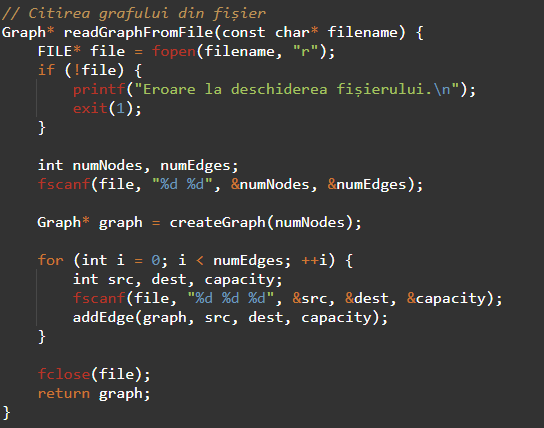 // Citirea grafului din fișier
Graph* readGraphFromFile(const char* filename) {
    FILE* file = fopen(filename, "r");
    if (!file) {
        printf("Eroare la deschiderea fișierului.\n");
        exit(1);
    }

    int numNodes, numEdges;
    fscanf(file, "%d %d", &numNodes, &numEdges);

    Graph* graph = createGraph(numNodes);

    for (int i = 0; i < numEdges; ++i) {
        int src, dest, capacity;
        fscanf(file, "%d %d %d", &src, &dest, &capacity);
        addEdge(graph, src, dest, capacity);
    }

    fclose(file);
    return graph;
}